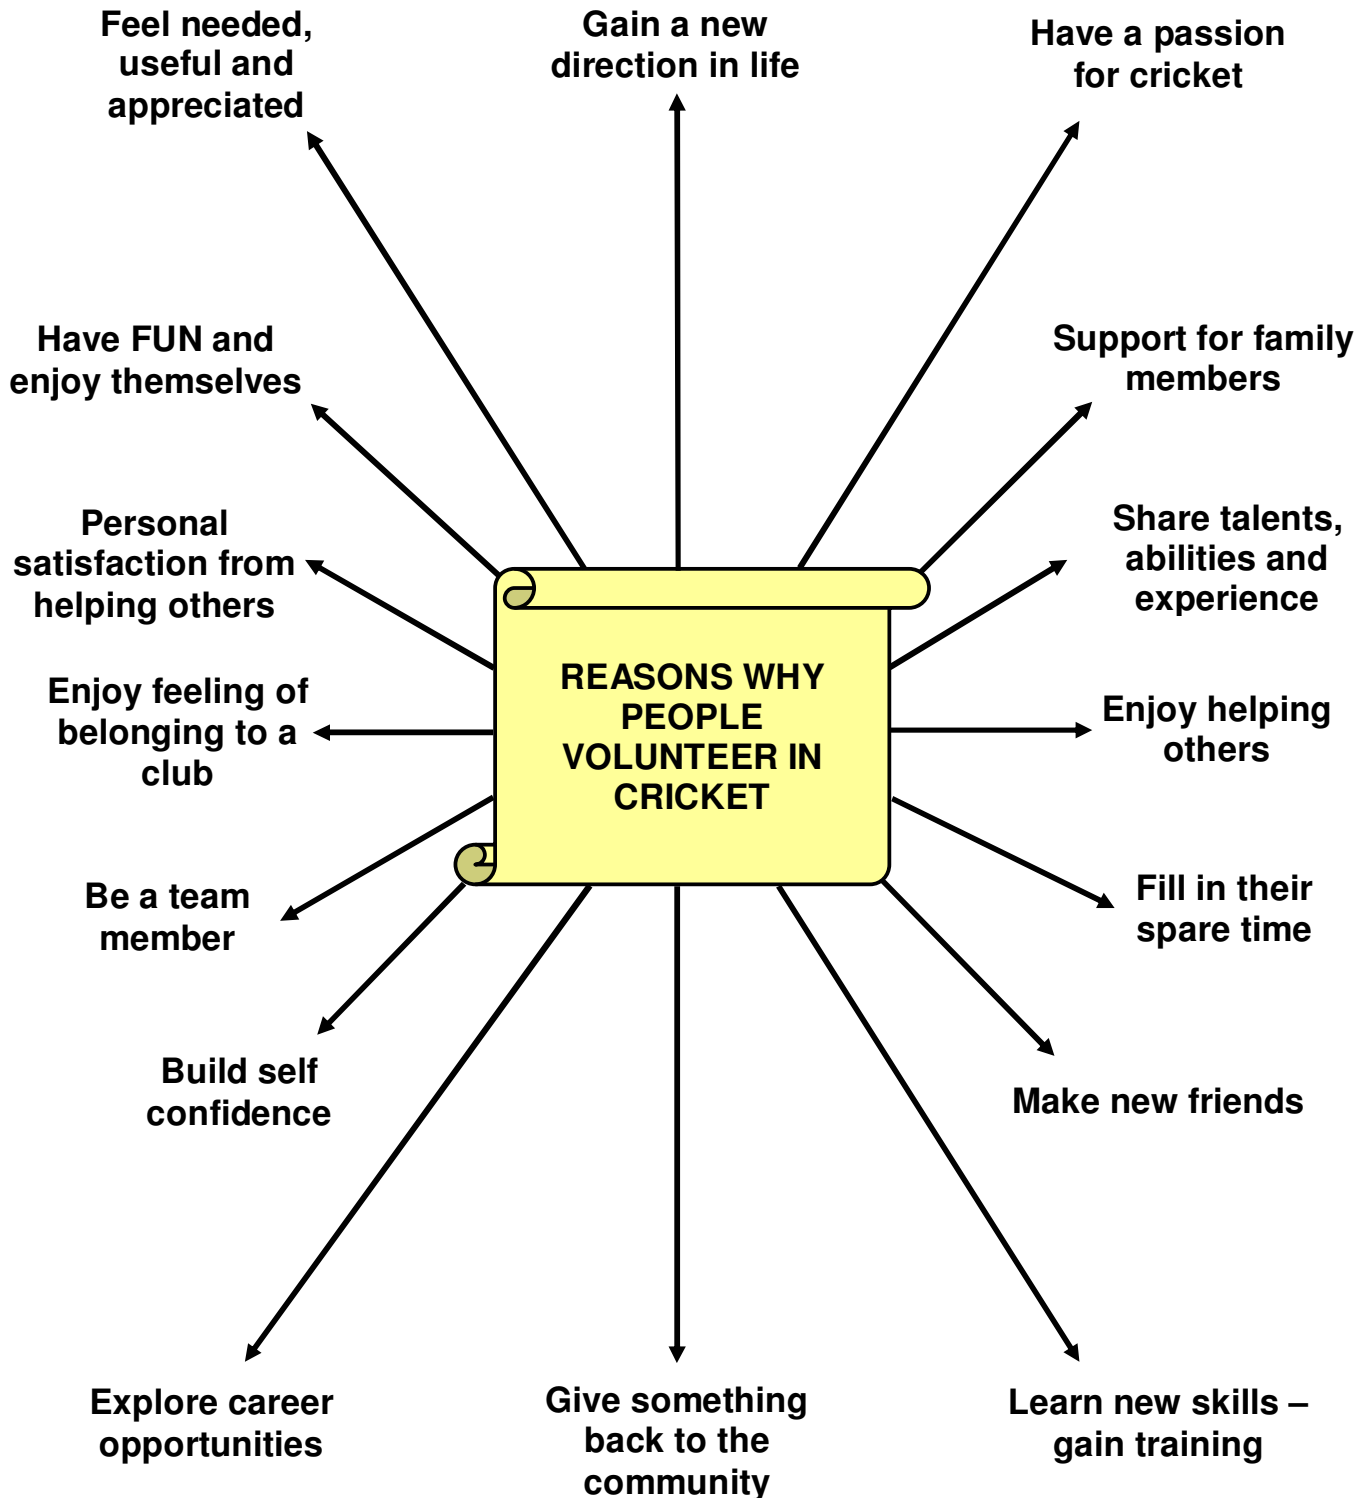 Feel needed,
useful and
appreciated
Gain a new
direction in life
Have a passion
for cricket
Have FUN and
enjoy themselves
Support for family
members
Personal
satisfaction from
helping others
Share talents,
abilities and
experience
REASONS WHY
PEOPLE
VOLUNTEER IN
CRICKET
Enjoy feeling of
belonging to a
club
Enjoy helping
others
Be a team
member
Fill in their
spare time
Build self
confidence
Make new friends
Explore career
opportunities
Give something
back to the
community
Learn new skills –
gain training